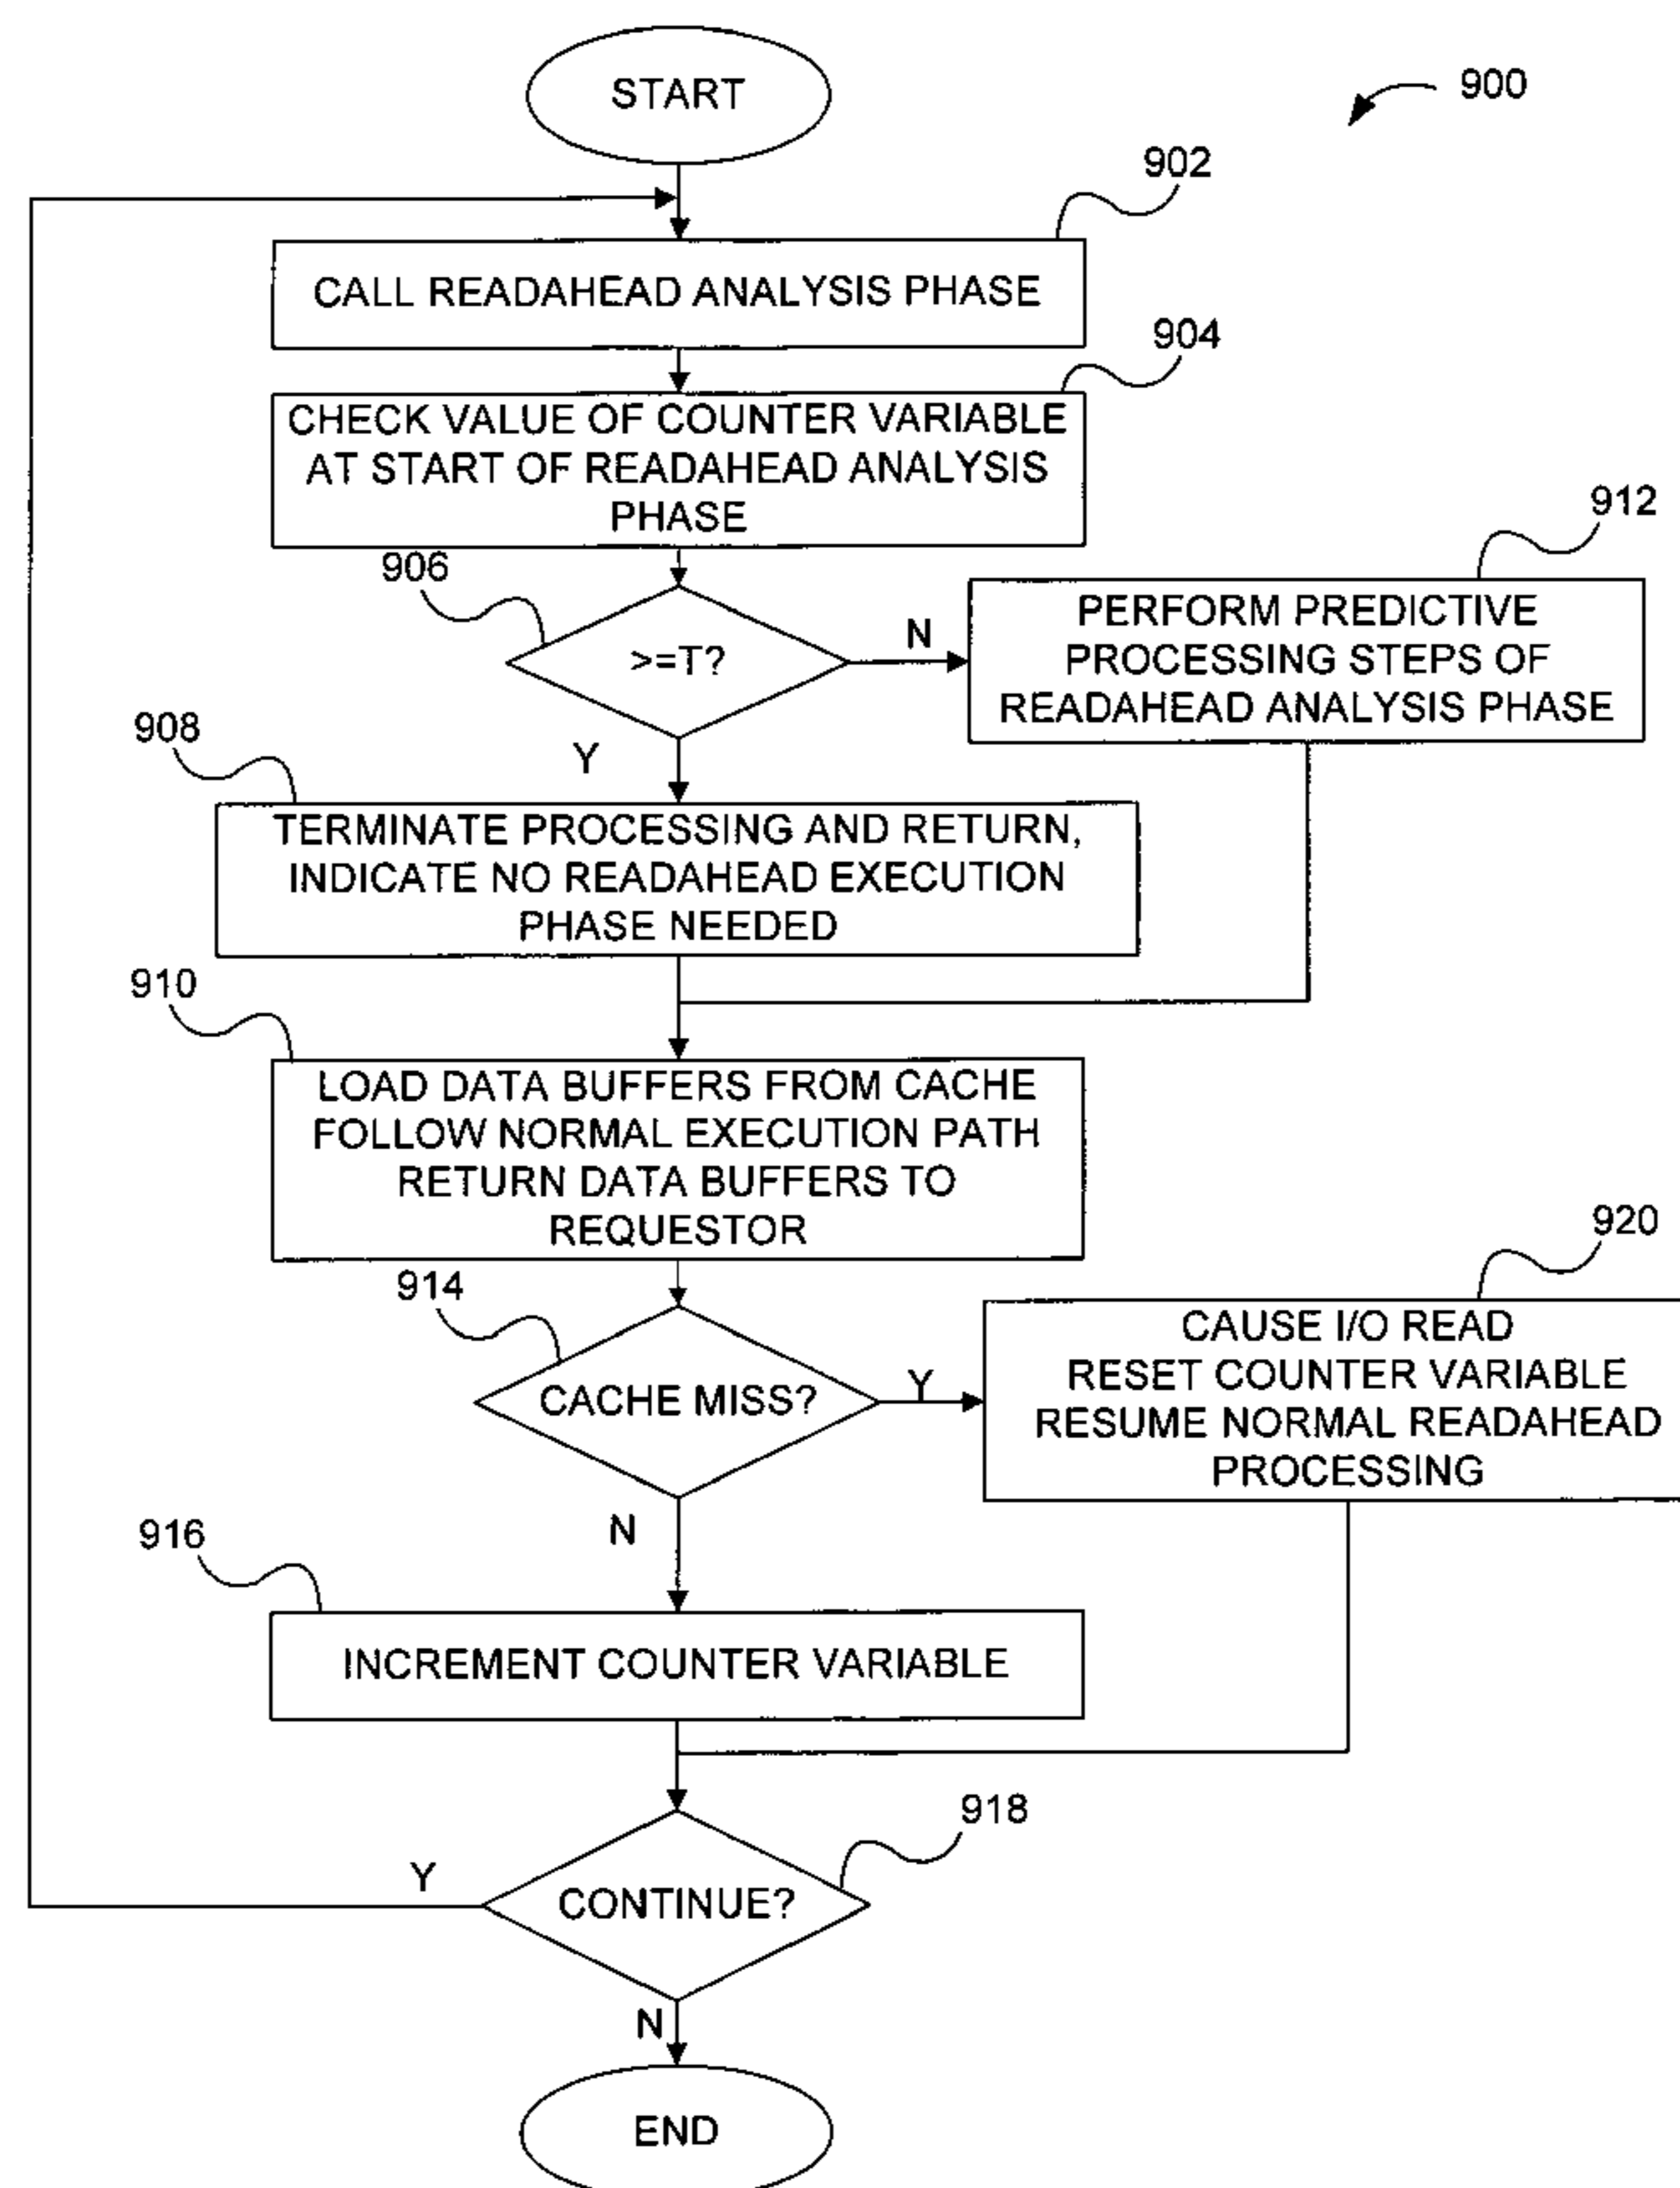 START
900
902
CALL READAHEAD ANALYSIS PHASE
904
CHECK VALUE OF COUNTER VARIABLE
AT START OF READAHEAD ANALYSIS
PHASE
906
>=T?
N
912
PERFORM PREDICTIVE
PROCESSING STEPS OF
READAHEAD ANALYSIS PHASE
Y
908
TERMINATE PROCESSING AND RETURN,
INDICATE NO READAHEAD EXECUTION
PHASE NEEDED
910
LOAD DATA BUFFERS FROM CACHE
FOLLOW NORMAL EXECUTION PATH
RETURN DATA BUFFERS TO
REQUESTOR
914
CACHE MISS?
Y
920
CAUSE I/O READ
RESET COUNTER VARIABLE
RESUME NORMAL READAHEAD
PROCESSING
N
916
INCREMENT COUNTER VARIABLE
918
CONTINUE?
Y
N
END